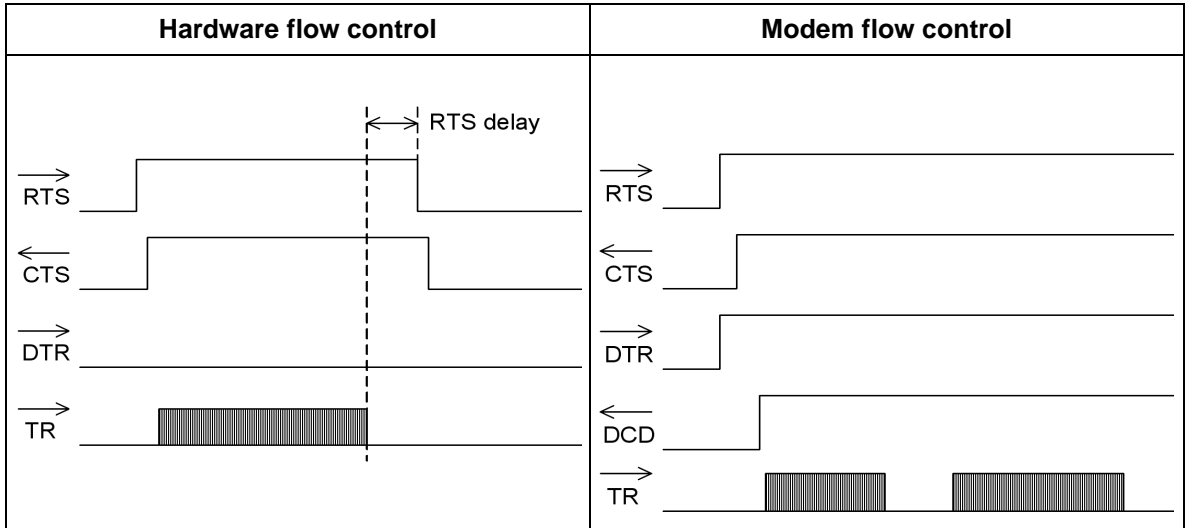 Hardware flow control
Modem flow control
RTS delay
RTS
CTS
DTR
TR
RTS
CTS
DTR
DCD
TR